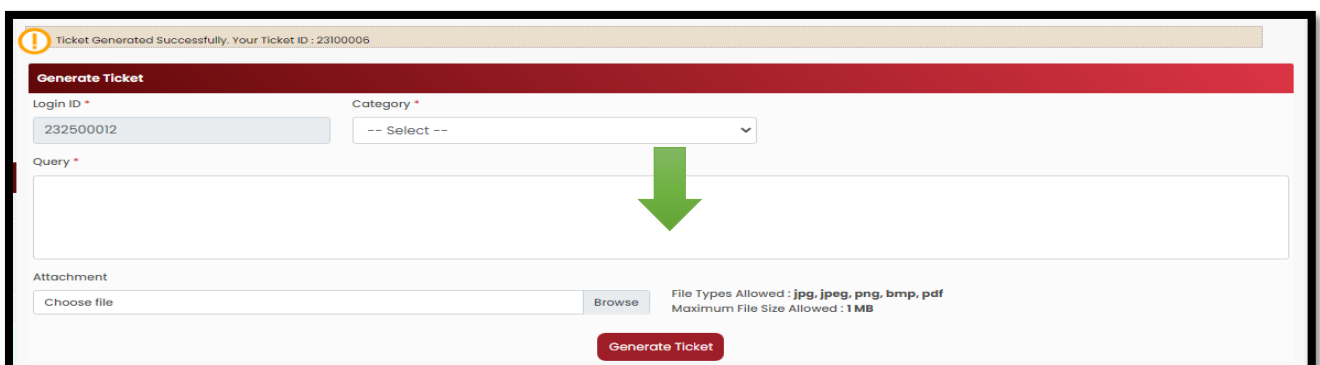 Ticket Generated Successfully. Your Ticket ID : 23100006
Generate Ticket
Login ID *
Category *
232500012
-- Select --
Query *
Attachment
Choose file
Browse
File Types Allowed : jpg, jpeg, png, bmp, pdf
Maximum File Size Allowed : 1 MB
Generate Ticket